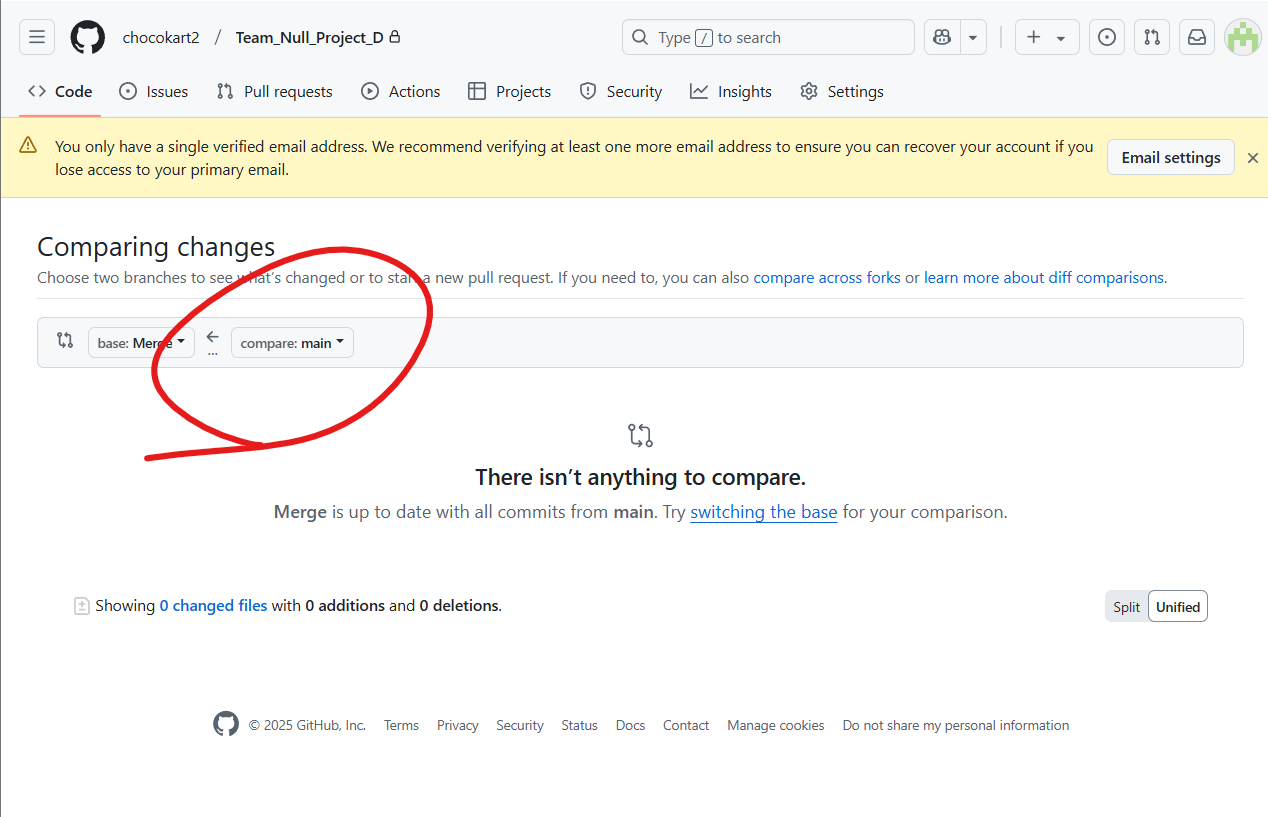 chocokart2 / Team_Null_Project_D
Type / to search
Code Issues Pull requests Actions Projects Security Insights Settings
You only have a single verified email address. We recommend verifying at least one more email address to ensure you can recover your account if you
lose access to your primary email.
Email settings
Comparing changes
Choose two branches to see what's changed or to start a new pull request. If you need to, you can also compare across forks or learn more about diff comparisons.
base: Merge ... compare: main
There isn't anything to compare.
Merge is up to date with all commits from main. Try switching the base for your comparison.
Showing 0 changed files with 0 additions and 0 deletions.
Split Unified
© 2025 GitHub, Inc. Terms Privacy Security Status Docs Contact Manage cookies Do not share my personal information